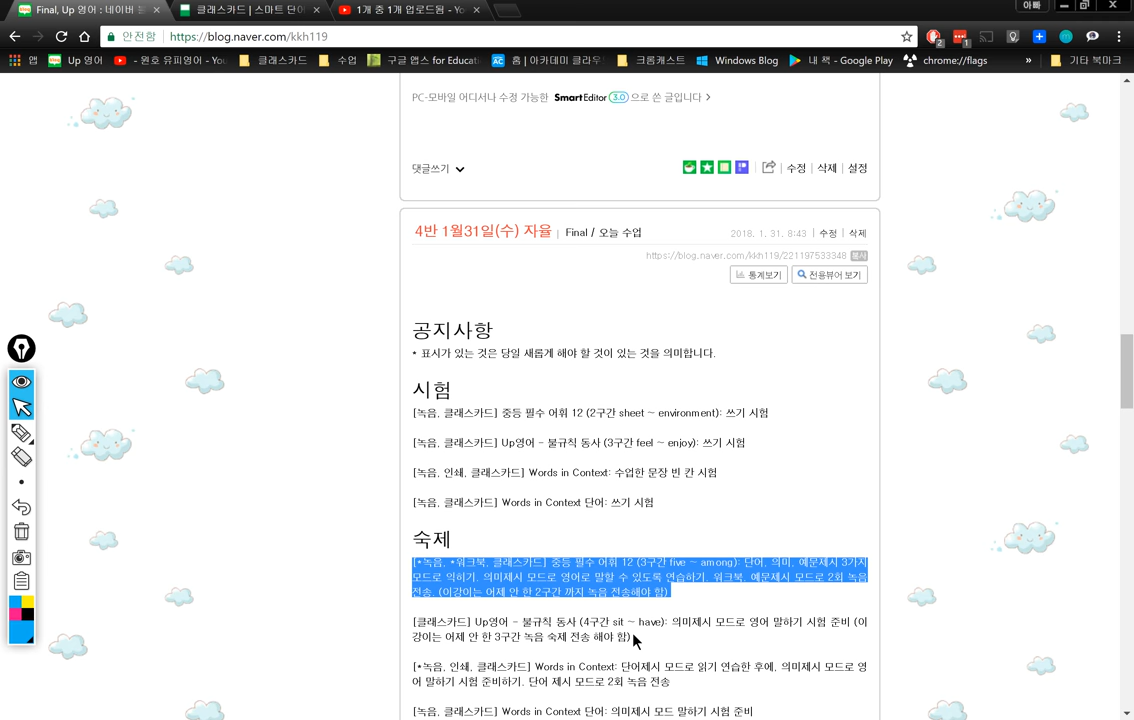 Final, Up 영어 : 네이버 블
클래스카드 | 스마트 단어
1개 중 1개 업로드됨 - Yo
아빠
안전함
https://blog.naver.com/kkh119
2
1
앱
Up 영어
- 원호 유피영어 - You
클래스카드
수업
구글 앱스 for Educati
홈 | 아카데미 클라우
크롬캐스트
Windows Blog
내 책 - Google Play
chrome://flags
»
기타 북마크
PC-모바일 어디서나 수정 가능한 SmartEditor 3.0 으로 쓴 글입니다
댓글쓰기
수정 | 삭제 | 설정
4반 1월31일(수) 자율 | Final / 오늘 수업
2018. 1. 31. 8:43 | 수정 | 삭제
https://blog.naver.com/kkh119/221197533348 복사
통계보기
전용뷰어 보기
공지사항
* 표시가 있는 것은 당일 새롭게 해야 할 것이 있는 것을 의미합니다.
시험
[녹음, 클래스카드] 중등 필수 어휘 12 (2구간 sheet ~ environment): 쓰기 시험
[녹음, 클래스카드] Up영어 - 불규칙 동사 (3구간 feel ~ enjoy): 쓰기 시험
[녹음, 인쇄, 클래스카드] Words in Context: 수업한 문장 빈 칸 시험
[녹음, 클래스카드] Words in Context 단어: 쓰기 시험
숙제
[*녹음, *워크북, 클래스카드] 중등 필수 어휘 12 (3구간 five ~ among): 단어, 의미, 예문제시 3가지
모드로 익히기. 의미제시 모드로 영어로 말할 수 있도록 연습하기. 워크북. 예문제시 모드로 2회 녹음
전송. (이강이는 어제 안 한 2구간 까지 녹음 전송해야 함)
[클래스카드] Up영어 - 불규칙 동사 (4구간 sit ~ have): 의미제시 모드로 영어 말하기 시험 준비 (이
강이는 어제 안 한 3구간 녹음 숙제 전송 해야 함)
[*녹음, 인쇄, 클래스카드] Words in Context: 단어제시 모드로 읽기 연습한 후에, 의미제시 모드로 영
어 말하기 시험 준비하기. 단어 제시 모드로 2회 녹음 전송
[녹음, 클래스카드] Words in Context 단어: 의미제시 모드 말하기 시험 준비